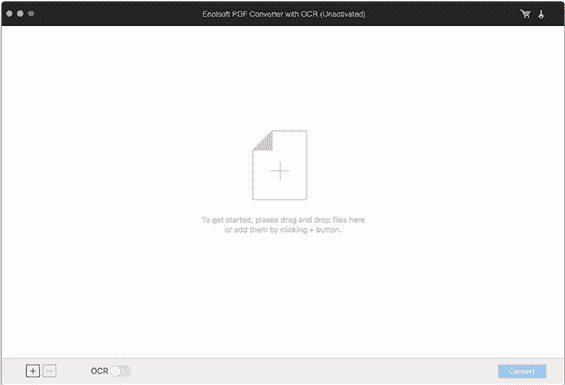 Enolsoft PDF Converter with OCR (Unactivated)
To get started, please drag and drop files here
or add them by clicking + button.
OCR
Convert